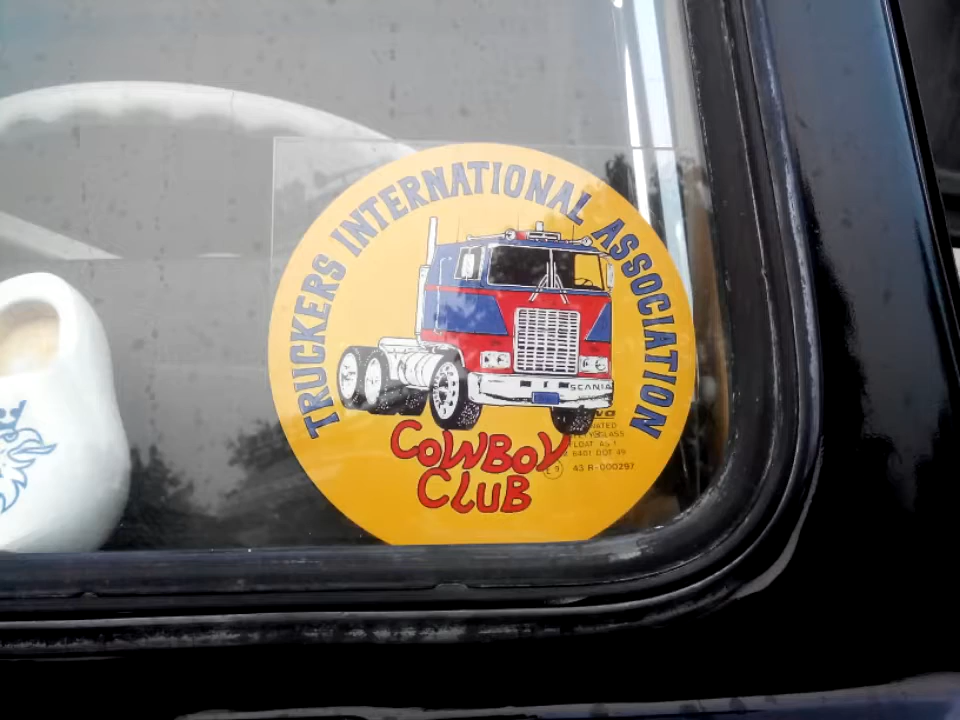 TRUCKERS INTERNATIONAL ASSOCIATION
SCANIA
COWBOY
CLUB
43 R-000297